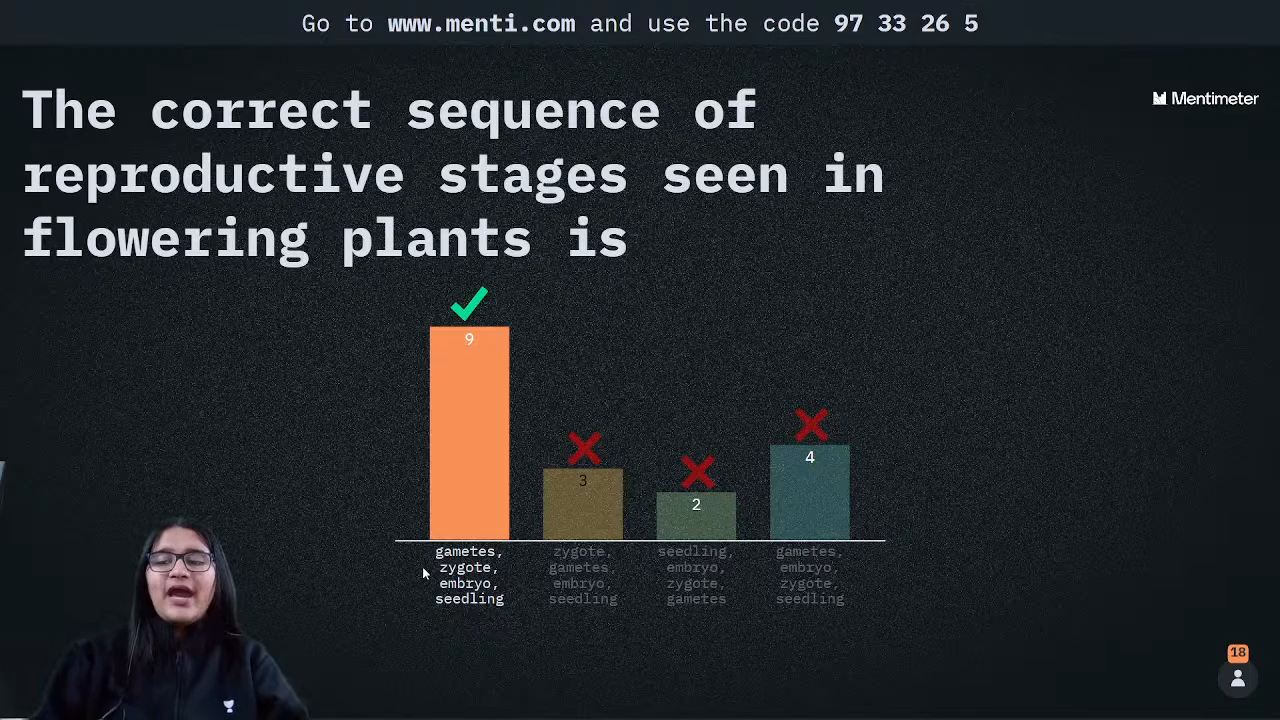 Go to www.menti.com and use the code 97 33 26 5
The correct sequence of
reproductive stages seen in
flowering plants is
Mentimeter
9
3
2
4
gametes,
zygote,
embryo,
seedling
zygote,
gametes,
embryo,
seedling
seedling,
embryo,
zygote,
gametes
gametes,
embryo,
zygote,
seedling
18